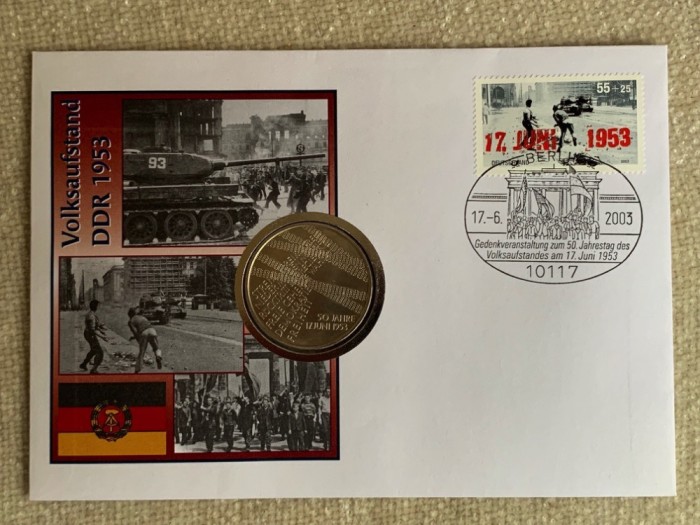 Volksaufstand
DDR 1953
93
50 JAHRE
17. JUNI 1953
55+25
17. JUNI 1953
DEUTSCHLAND
BERLIN
17.-6. 2003
Gedenkveranstaltung zum 50. Jahrestag des
Volksaufstandes am 17. Juni 1953
10117